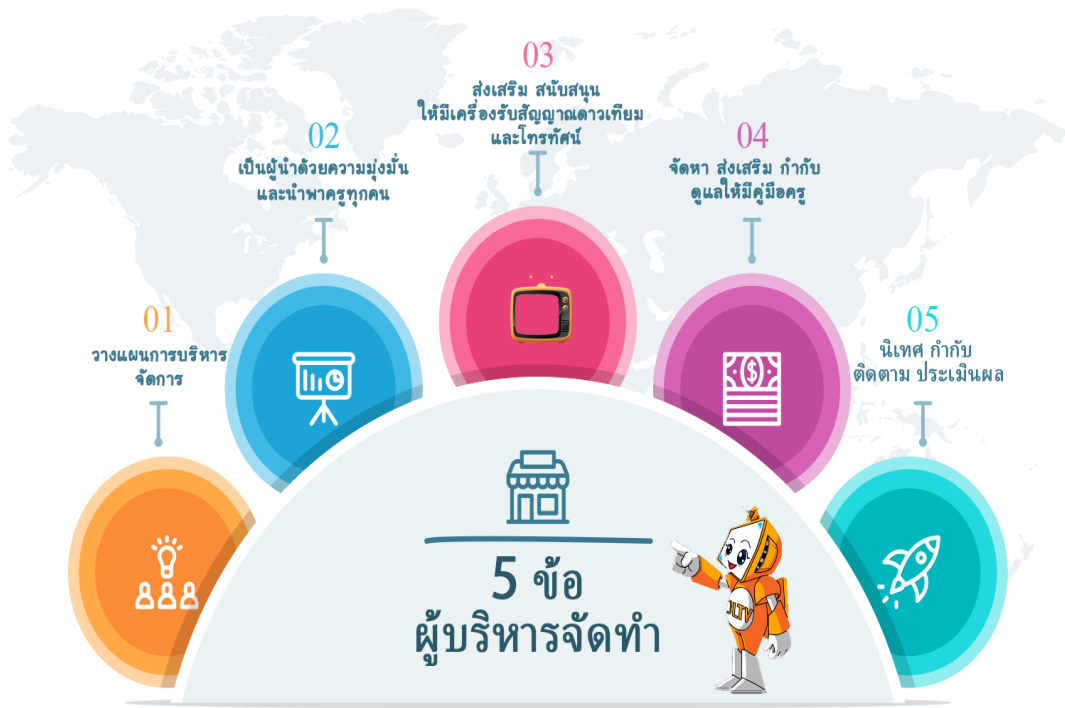 01
วางแผนการบริหาร
จัดการ
02
เป็นผู้นำด้วยความมุ่งมั่น
และนำพาครูทุกคน
03
ส่งเสริม สนับสนุน
ให้มีเครื่องรับสัญญาณดาวเทียม
และโทรทัศน์
04
จัดหา ส่งเสริม กำกับ
ดูแลให้มีคู่มือครู
05
นิเทศ กำกับ
ติดตาม ประเมินผล
5 ข้อ
ผู้บริหารจัดทำ